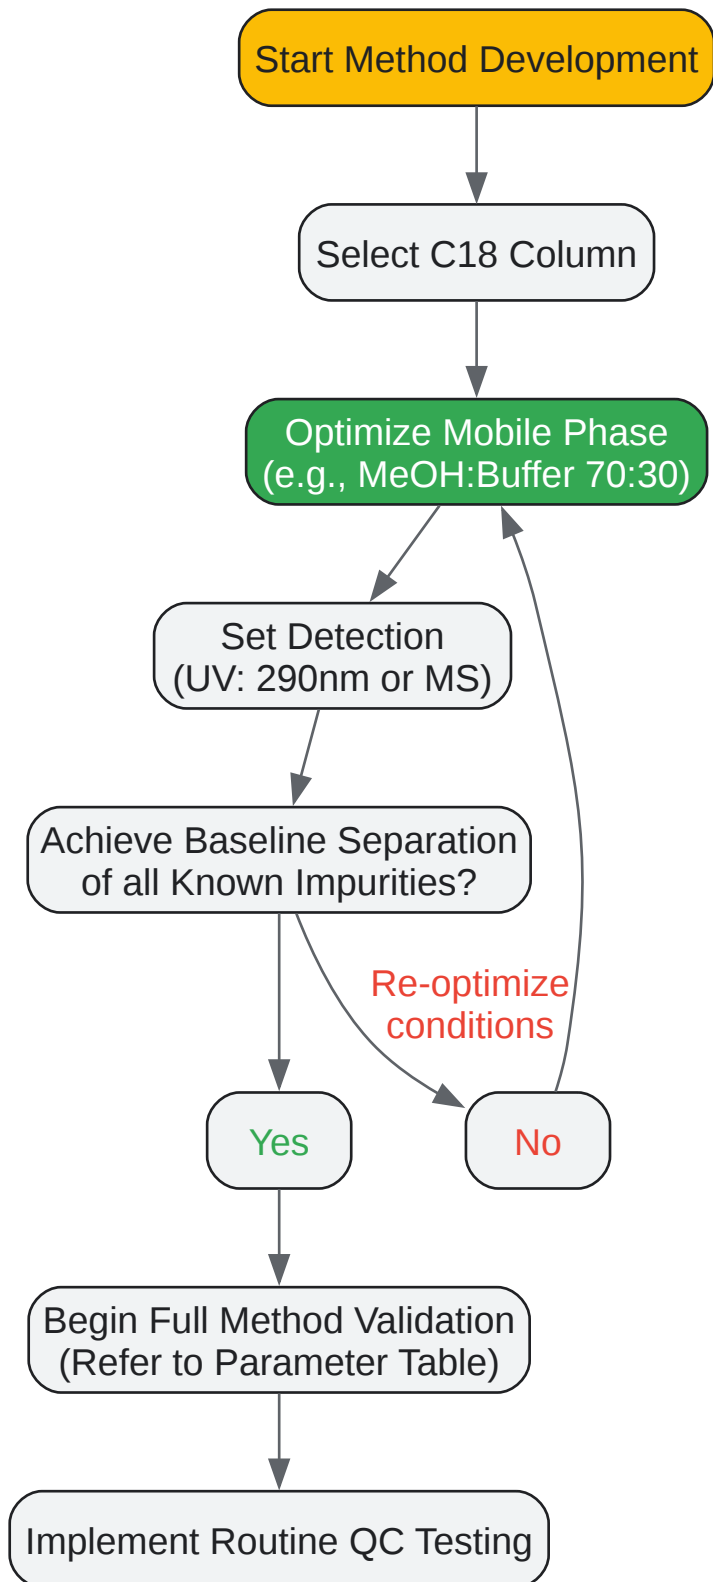 Start Method Development
Select C18 Column
Optimize Mobile Phase
(e.g., MeOH:Buffer 70:30)
Set Detection
(UV: 290nm or MS)
Achieve Baseline Separation
of all Known Impurities?
Re-optimize
conditions
Yes
No
Begin Full Method Validation
(Refer to Parameter Table)
Implement Routine QC Testing